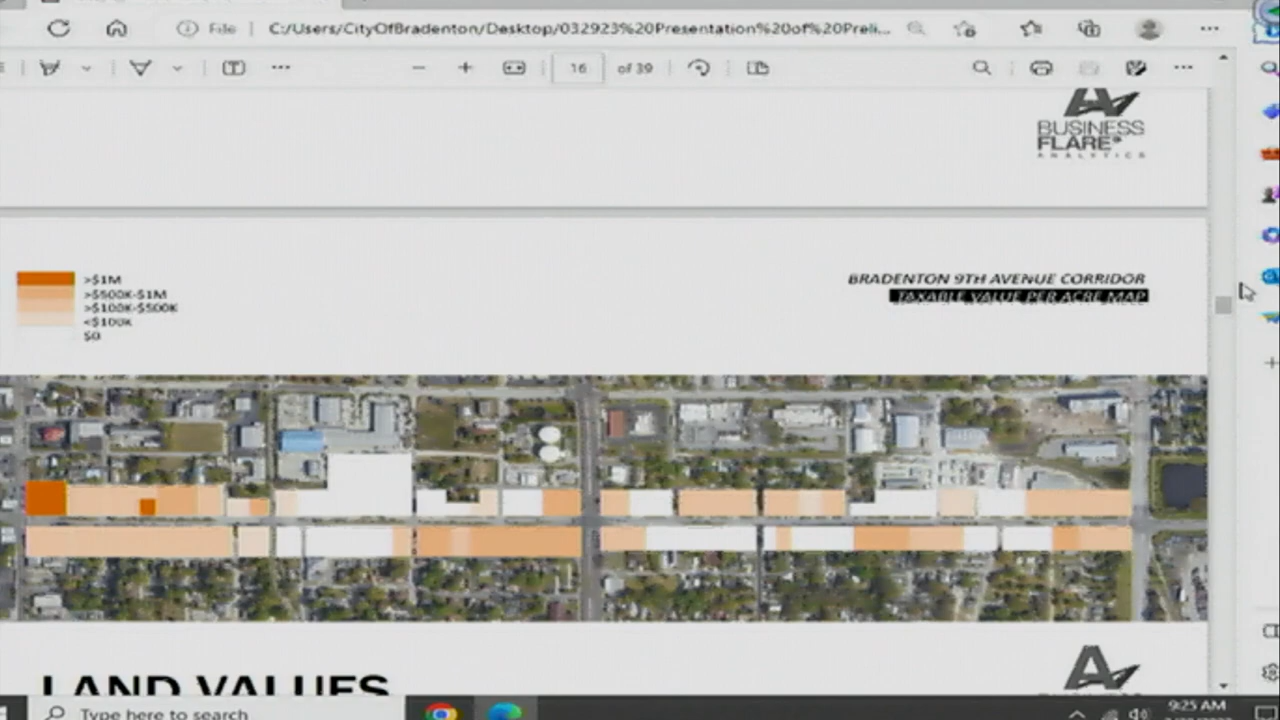 File C:/Users/CityOfBradenton/Desktop/032923%20Presentation%20of%20Preli...
16 of 39
BUSINESS
FLARE
ANALYTICS
>$1M
>$500K-$1M
>$100K-$500K
<$100K
$0
BRADENTON 9TH AVENUE CORRIDOR
TAXABLE VALUE PER ACRE MAP
LAND VALUES
Type here to search
9:25 AM